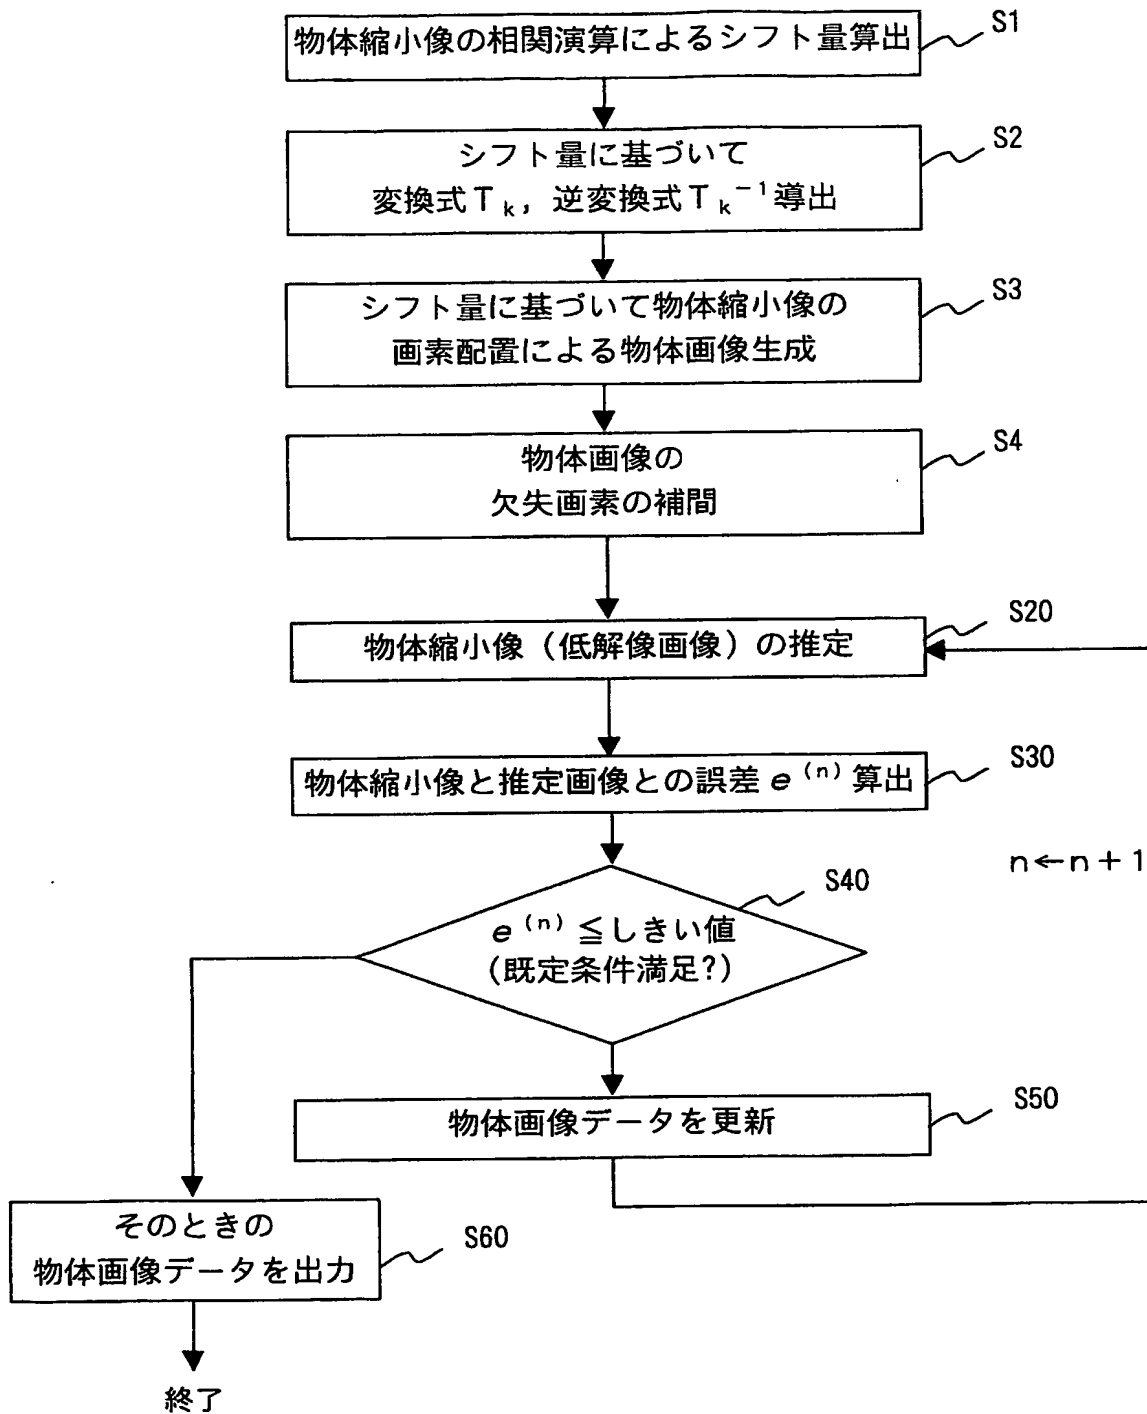 物体縮小像の相関演算によるシフト量算出
S1
シフト量に基づいて
変換式Tk, 逆変換式Tk⁻¹導出
S2
シフト量に基づいて物体縮小像の
画素配置による物体画像生成
S3
物体画像の
欠失画素の補間
S4
物体縮小像（低解像画像）の推定
S20
物体縮小像と推定画像との誤差 e⁽ⁿ⁾ 算出
S30
n←n+1
e⁽ⁿ⁾≦しきい値
(既定条件満足?)
S40
物体画像データを更新
S50
そのときの
物体画像データを出力
S60
終了